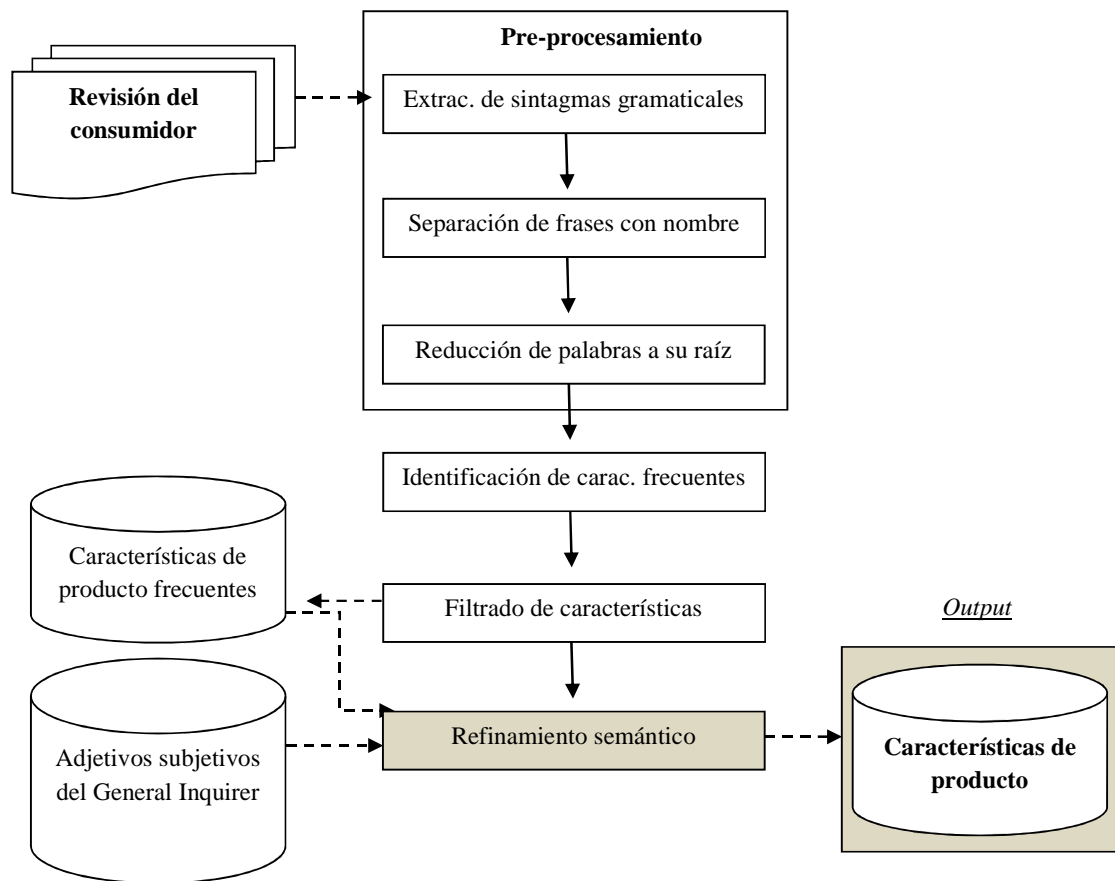 Pre-procesamiento
Revisión del
consumidor
Extrac. de sintagmas gramaticales
Separación de frases con nombre
Reducción de palabras a su raíz
Identificación de carac. frecuentes
Características de
producto frecuentes
Filtrado de características
Output
Adjetivos subjetivos
del General Inquirer
Refinamiento semántico
Características de
producto